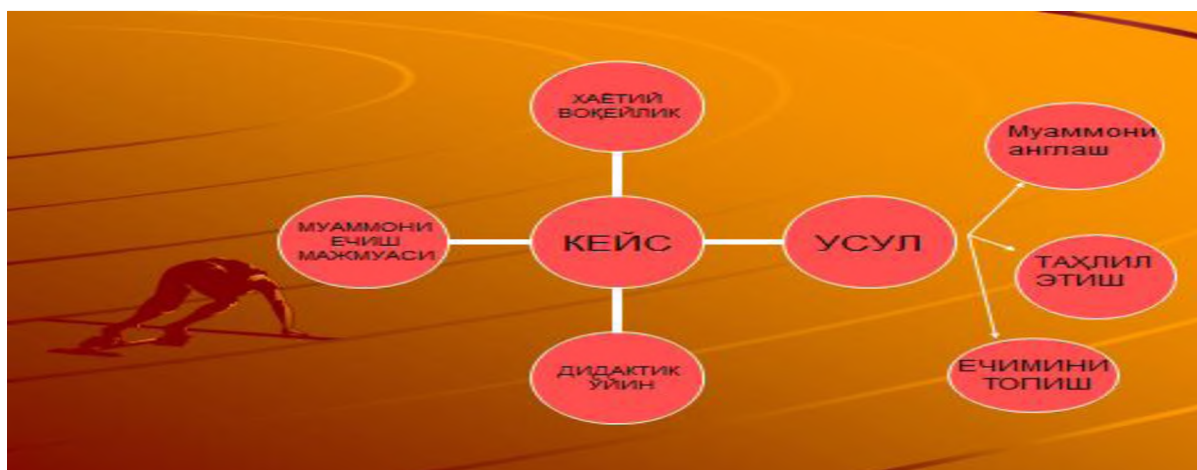 ХАЁТИЙ
ВОҚЕЙЛИК
МУАММОНИ
ЕЧИШ
МАЖМУАСИ
КЕЙС
УСУЛ
ДИДАКТИК
ЎЙИН
Муаммони
англаш
ТАҲЛИЛ
ЭТИШ
ЕЧИМИНИ
ТОПИШ